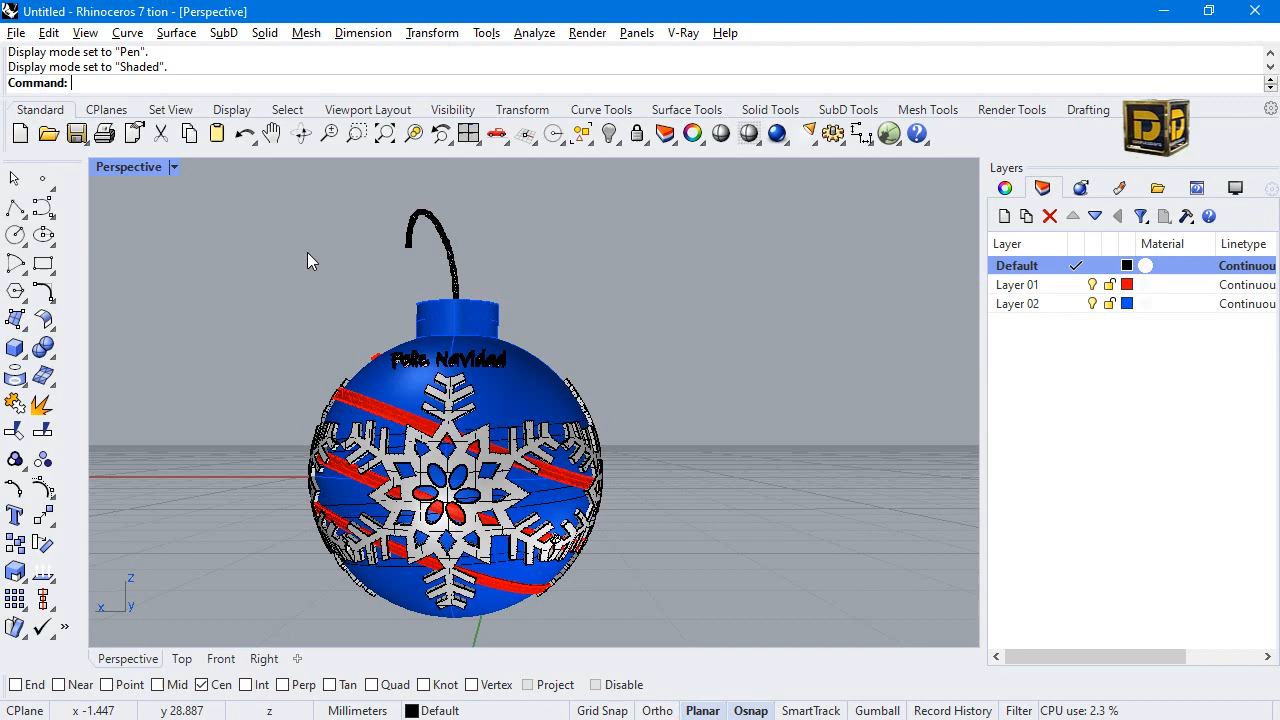 Untitled - Rhinoceros 7 tion - [Perspective]
File Edit View Curve Surface SubD Solid Mesh Dimension Transform Tools Analyze Render Panels V-Ray Help
Display mode set to "Pen".
Display mode set to "Shaded".
Command:
Standard CPlanes Set View Display Select Viewport Layout Visibility Transform Curve Tools Surface Tools Solid Tools SubD Tools Mesh Tools Render Tools Drafting
Perspective
Layers
Layer Material Linetype
Default Continuou
Layer 01 Continuou
Layer 02 Continuou
Feliz Navidad
z
x y
Perspective Top Front Right
End Near Point Mid Cen Int Perp Tan Quad Knot Vertex Project Disable
CPlane x -1.447 y 28.887 z Millimeters Default Grid Snap Ortho Planar Osnap SmartTrack Gumball Record History Filter CPU use: 2.3 %